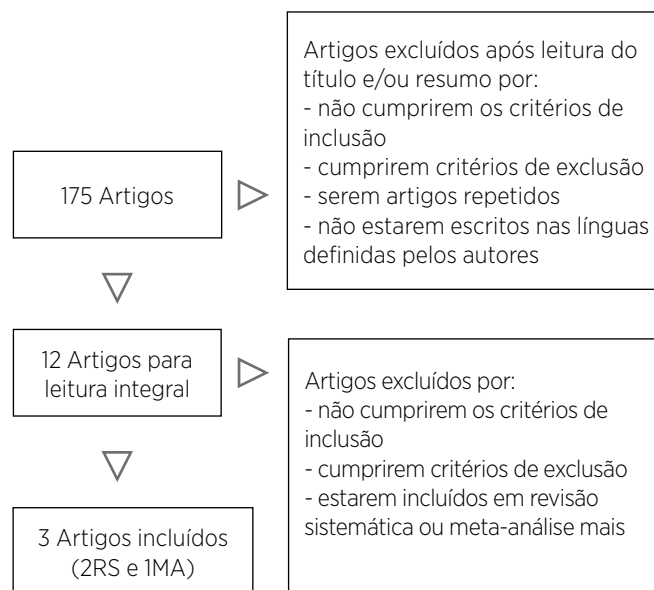 175 Artigos
Artigos excluídos após leitura do
título e/ou resumo por:
- não cumprirem os critérios de
inclusão
- cumprirem critérios de exclusão
- serem artigos repetidos
- não estarem escritos nas línguas
definidas pelos autores
12 Artigos para
leitura integral
Artigos excluídos por:
- não cumprirem os critérios de
inclusão
- cumprirem critérios de exclusão
- estarem incluídos em revisão
sistemática ou meta-análise mais
3 Artigos incluídos
(2RS e 1MA)